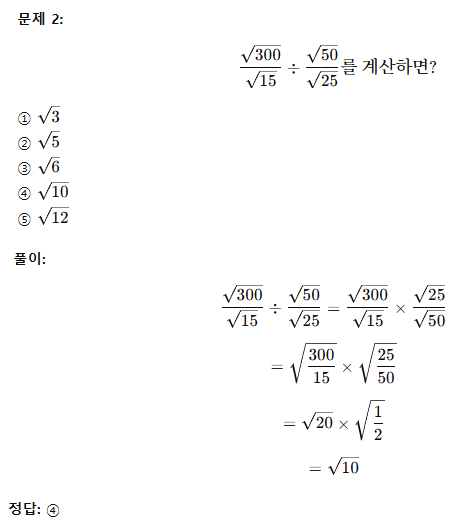 문제 2:
√300/√15 ÷ √50/√25 를 계산하면?
① √3
② √5
③ √6
④ √10
⑤ √12
풀이:
√300/√15 ÷ √50/√25 = √300/√15 × √25/√50
= √(300/15) × √(25/50)
= √20 × √(1/2)
= √10
정답: ④